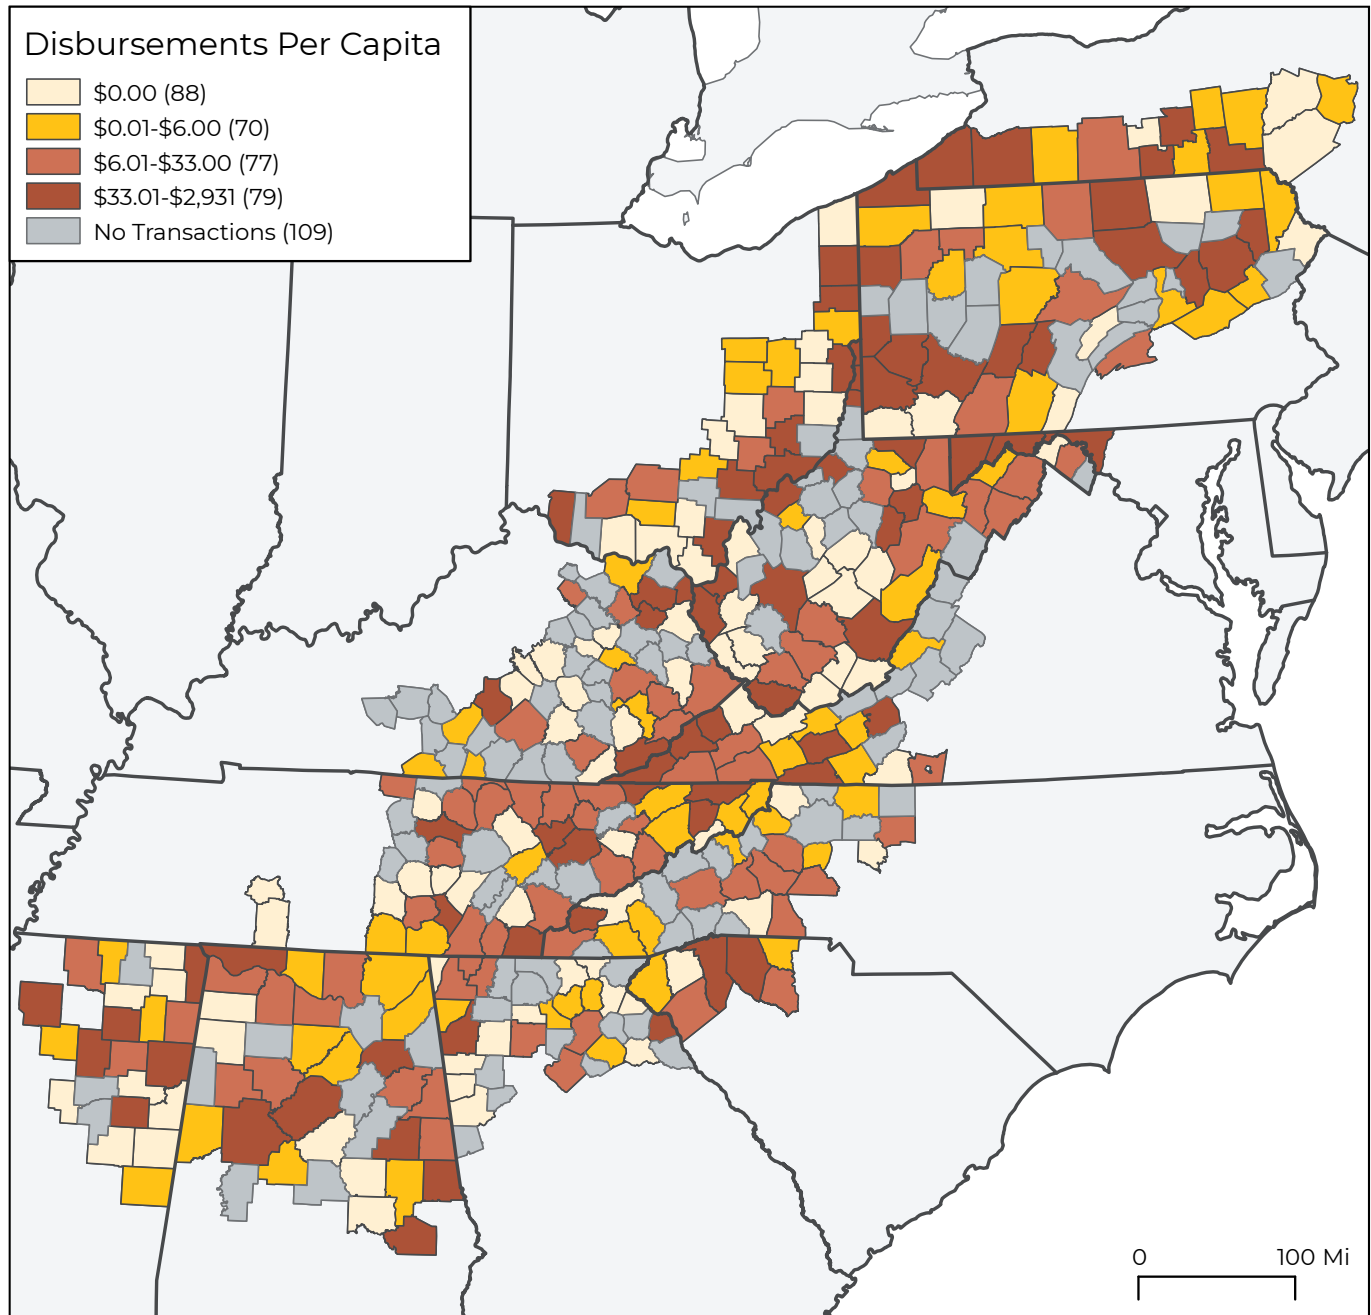 Disbursements Per Capita
$0.00 (88)
$0.01-$6.00 (70)
$6.01-$33.00 (77)
$33.01-$2,931 (79)
No Transactions (109)
0 100 Mi